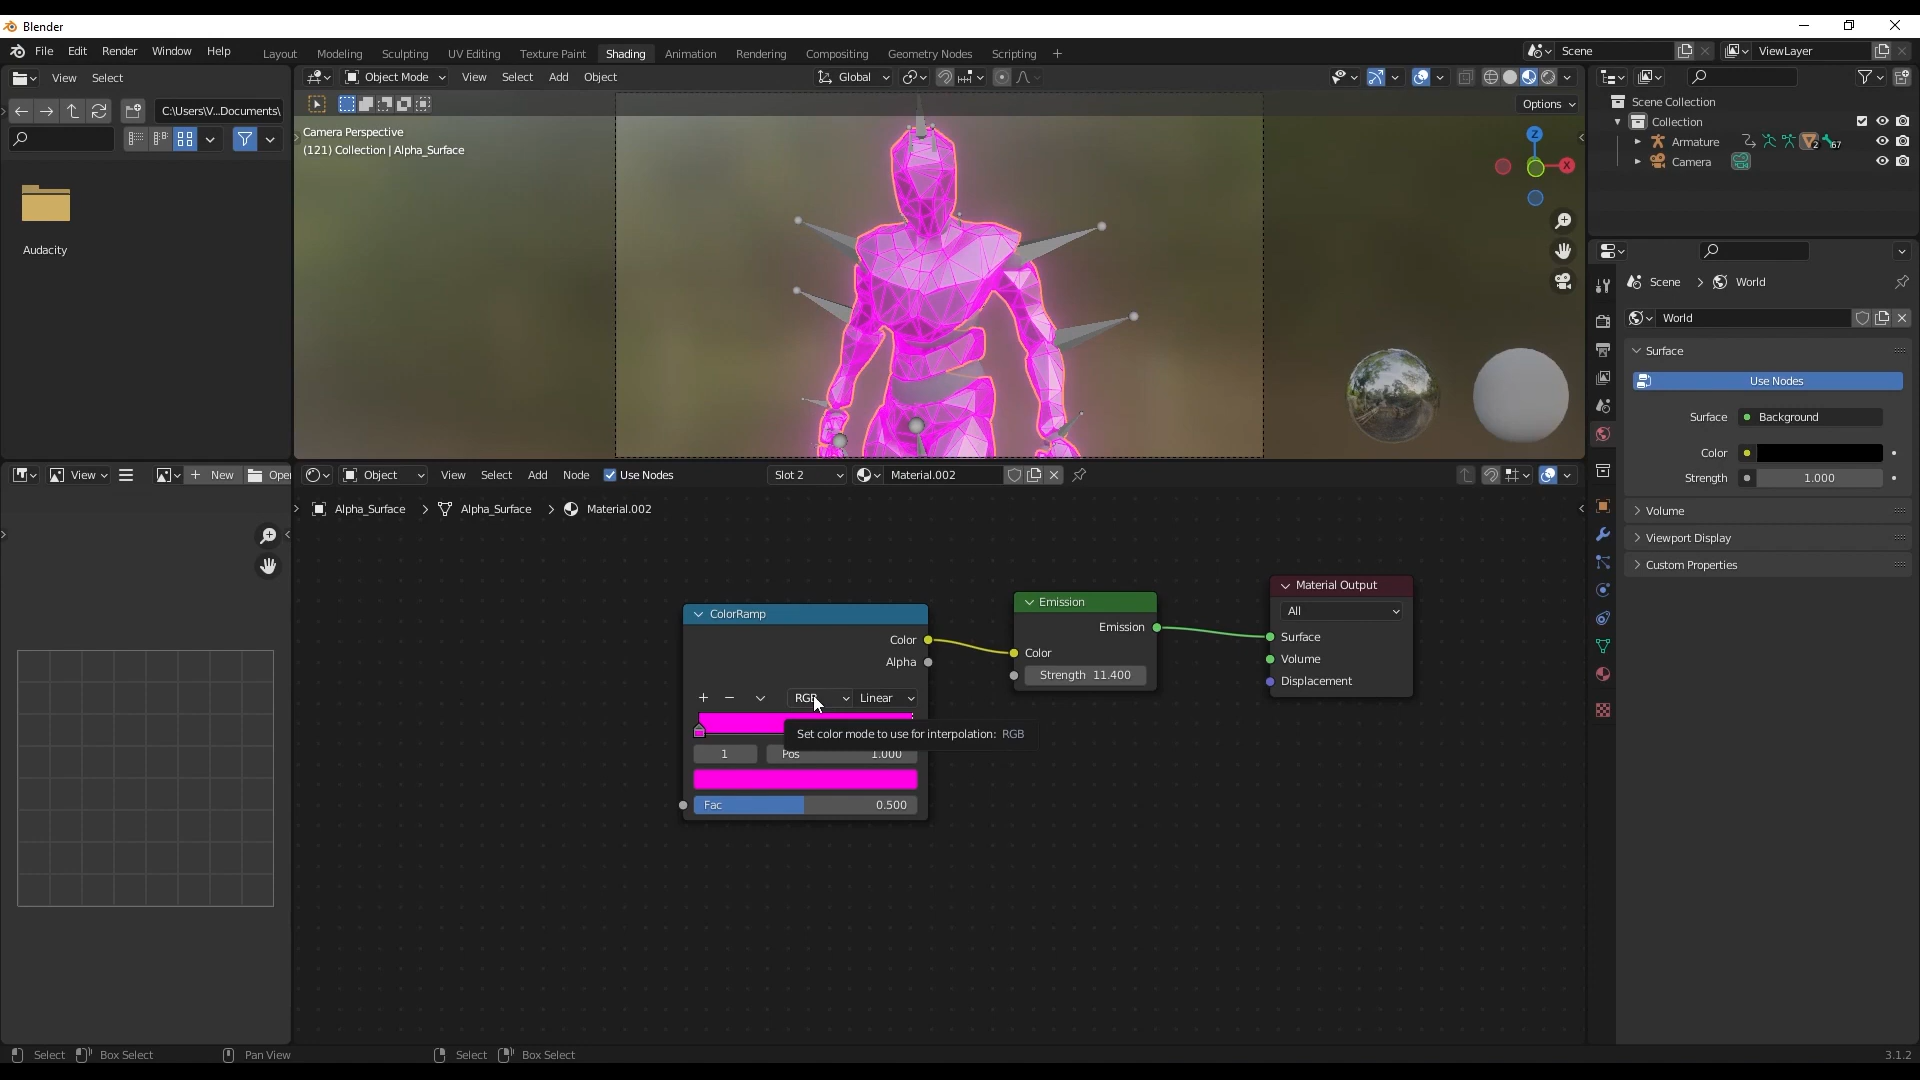 Blender
File Edit Render Window Help
Layout Modeling Sculpting UV Editing Texture Paint Shading Animation Rendering Compositing Geometry Nodes Scripting +
Scene
ViewLayer
View Select
Object Mode View Select Add Object
Global
C:\Users\V...Documents\
Options
Audacity
Camera Perspective
(121) Collection | Alpha_Surface
Z
X
Scene Collection
Collection
Armature
2
67
Camera
Scene > World
World
Surface
Use Nodes
Surface Background
Color
Strength 1.000
Volume
Viewport Display
Custom Properties
View + New Open
Object View Select Add Node Use Nodes Slot 2 Material.002
Alpha_Surface > Alpha_Surface > Material.002
ColorRamp
Color
Alpha
+ − RGB Linear
Set color mode to use for interpolation: RGB
1 Pos 1.000
Fac 0.500
Emission
Emission
Color
Strength 11.400
Material Output
All
Surface
Volume
Displacement
Select Box Select Pan View Select Box Select
3.1.2